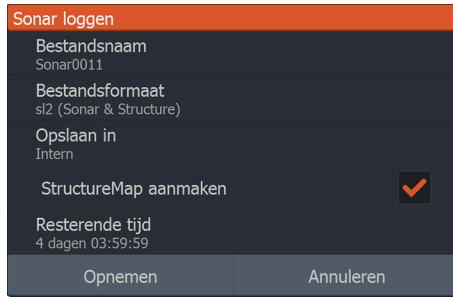 Sonar loggen
Bestandsnaam
Sonar0011
Bestandsformaat
sl2 (Sonar & Structure)
Opslaan in
Intern
StructureMap aanmaken
Resterende tijd
4 dagen 03:59:59
Opnemen
Annuleren